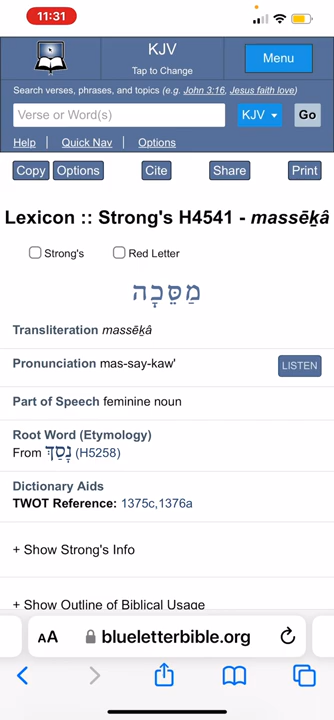 11:31
KJV
Tap to Change
Menu
Search verses, phrases, and topics (e.g. John 3:16, Jesus faith love)
Verse or Word(s)
KJV
Go
Help | Quick Nav | Options
Copy Options Cite Share Print
Lexicon :: Strong's H4541 - massēḵâ
Strong's Red Letter
מַסֵּכָה
Transliteration massēḵâ
Pronunciation mas-say-kaw' LISTEN
Part of Speech feminine noun
Root Word (Etymology)
From נָסַךְ (H5258)
Dictionary Aids
TWOT Reference: 1375c,1376a
+ Show Strong's Info
+ Show Outline of Biblical Usage
AA blueletterbible.org